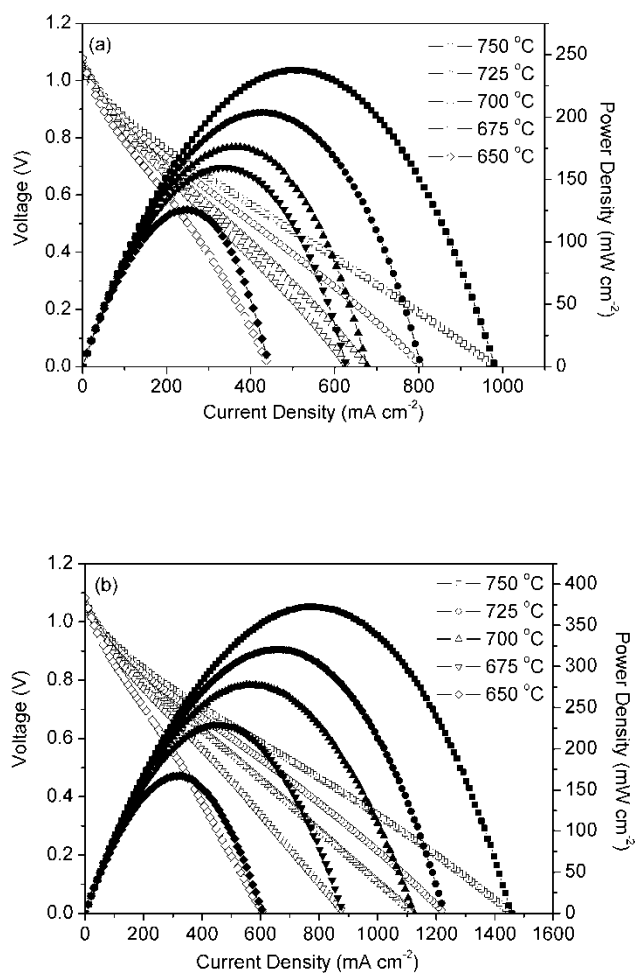 (a)
750 °C
725 °C
700 °C
675 °C
650 °C
1.2
1.0
0.8
0.6
0.4
0.2
0.0
Voltage (V)
250
200
150
100
50
0
Power Density (mW cm⁻²)
0 200 400 600 800 1000
Current Density (mA cm⁻²)
(b)
750 °C
725 °C
700 °C
675 °C
650 °C
1.2
1.0
0.8
0.6
0.4
0.2
0.0
Voltage (V)
400
350
300
250
200
150
100
50
0
Power Density (mW cm⁻²)
0 200 400 600 800 1000 1200 1400 1600
Current Density (mA cm⁻²)